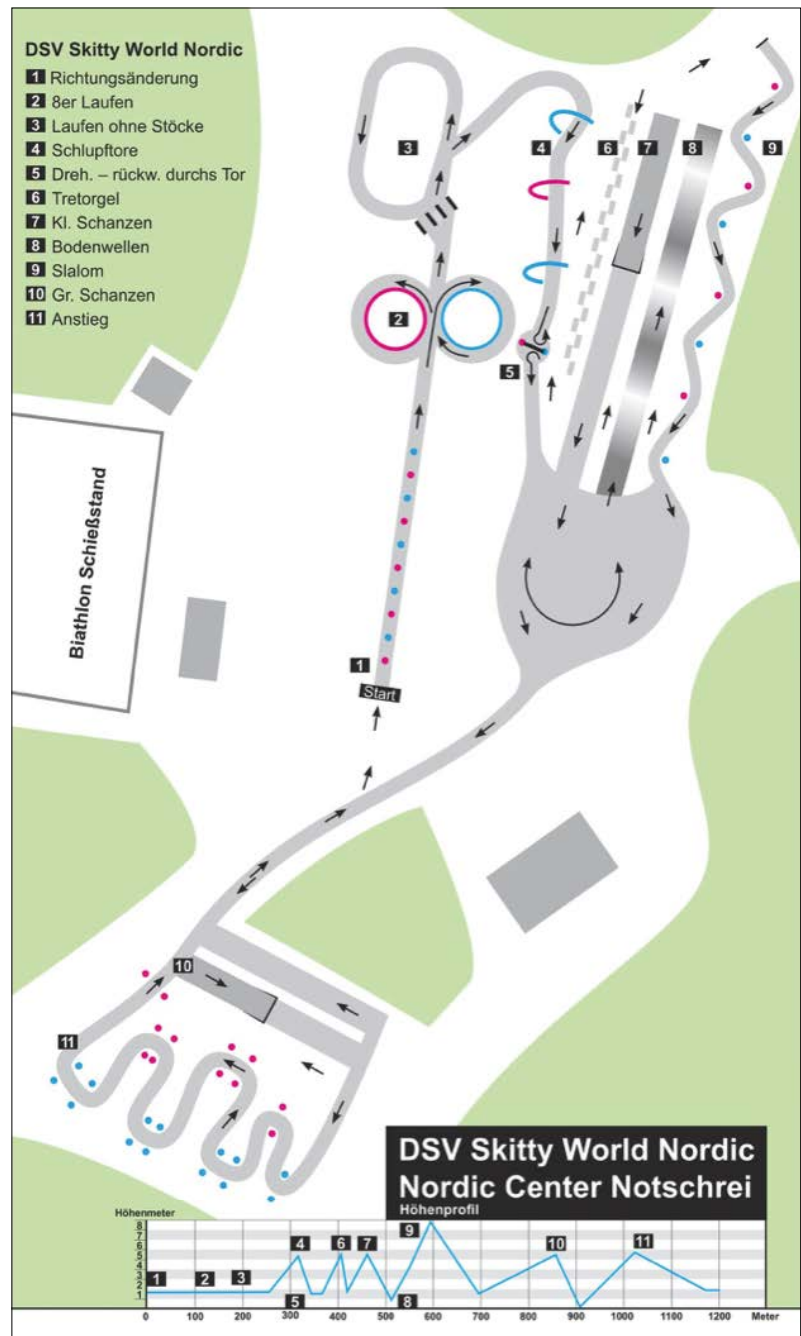 DSV Skitty World Nordic
1 Richtungsänderung
2 8er Laufen
3 Laufen ohne Stöcke
4 Schlupftore
5 Dreh. – rückw. durchs Tor
6 Tretorgel
7 Kl. Schanzen
8 Bodenwellen
9 Slalom
10 Gr. Schanzen
11 Anstieg
3
4
6
7
8
9
2
5
Biathlon Schießstand
1
Start
10
11
DSV Skitty World Nordic
Nordic Center Notschrei
Höhenprofil
Höhenmeter
8
7
6
5
4
3
2
1
1
2
3
4
5
6
7
8
9
10
11
0 100 200 300 400 500 600 700 800 900 1000 1100 1200 Meter